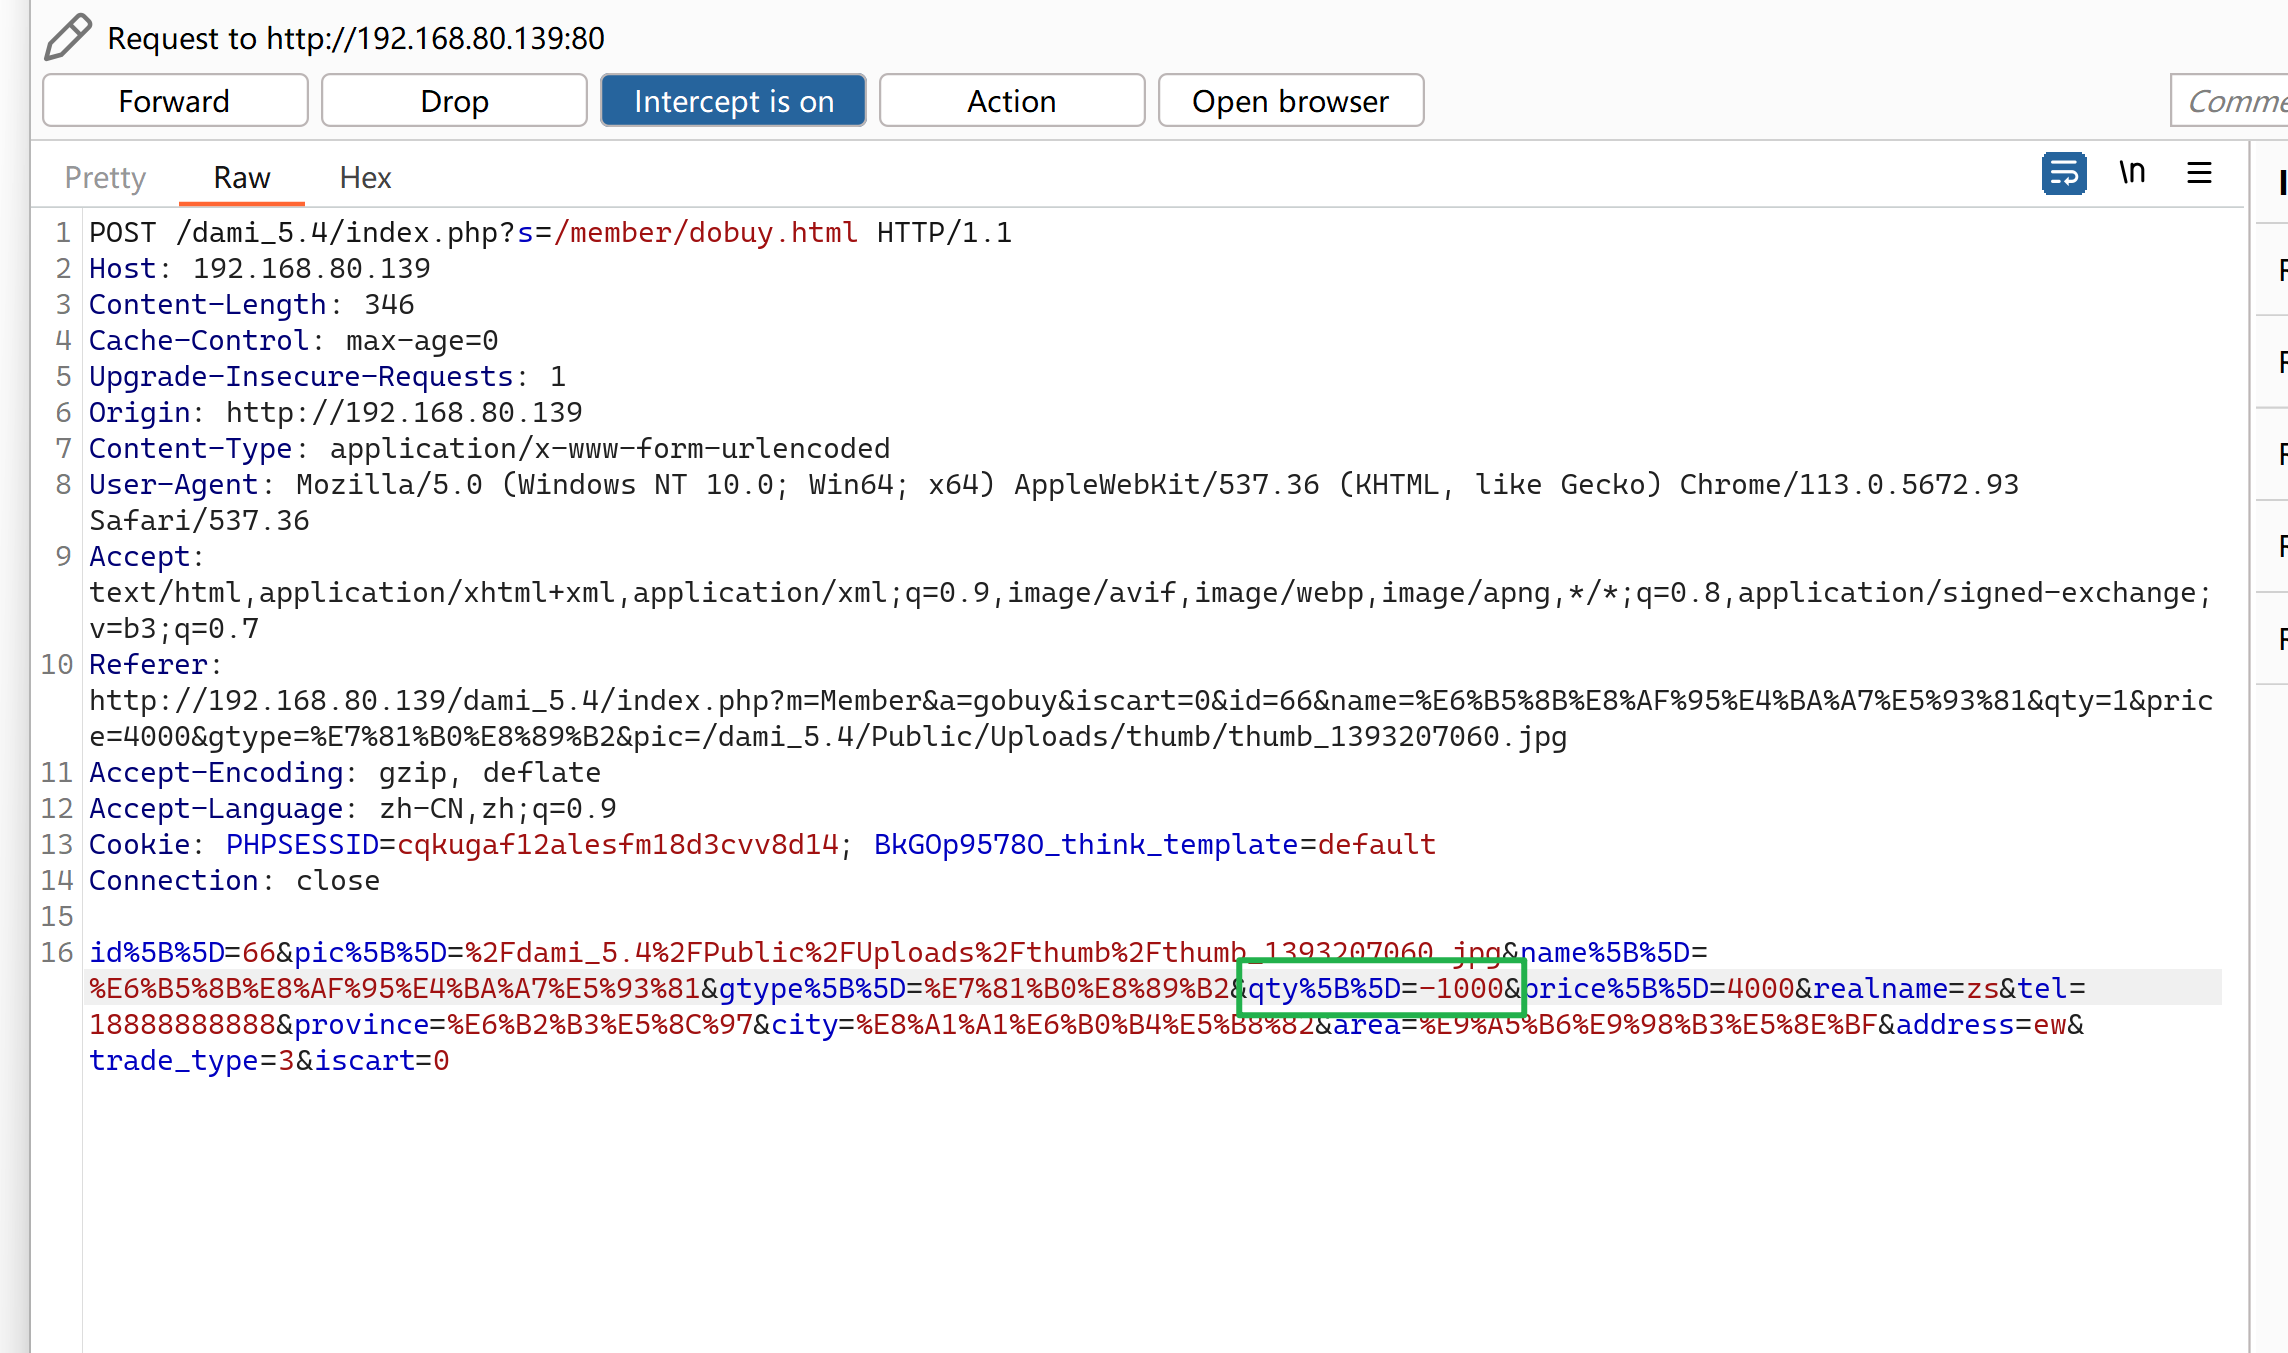 Request to http://192.168.80.139:80
Forward Drop Intercept is on Action Open browser Comme
Pretty Raw Hex \n
1 POST /dami_5.4/index.php?s=/member/dobuy.html HTTP/1.1
2 Host: 192.168.80.139
3 Content-Length: 346
4 Cache-Control: max-age=0
5 Upgrade-Insecure-Requests: 1
6 Origin: http://192.168.80.139
7 Content-Type: application/x-www-form-urlencoded
8 User-Agent: Mozilla/5.0 (Windows NT 10.0; Win64; x64) AppleWebKit/537.36 (KHTML, like Gecko) Chrome/113.0.5672.93
Safari/537.36
9 Accept:
text/html,application/xhtml+xml,application/xml;q=0.9,image/avif,image/webp,image/apng,*/*;q=0.8,application/signed-exchange;
v=b3;q=0.7
10 Referer:
http://192.168.80.139/dami_5.4/index.php?m=Member&a=gobuy&iscart=0&id=66&name=%E6%B5%8B%E8%AF%95%E4%BA%A7%E5%93%81&qty=1&pric
e=4000&gtype=%E7%81%B0%E8%89%B2&pic=/dami_5.4/Public/Uploads/thumb/thumb_1393207060.jpg
11 Accept-Encoding: gzip, deflate
12 Accept-Language: zh-CN,zh;q=0.9
13 Cookie: PHPSESSID=cqkugaf12alesfm18d3cvv8d14; BkGOp9578O_think_template=default
14 Connection: close
15
16 id%5B%5D=66&pic%5B%5D=%2Fdami_5.4%2FPublic%2FUploads%2Fthumb%2Fthumb_1393207060.jpg&name%5B%5D=
%E6%B5%8B%E8%AF%95%E4%BA%A7%E5%93%81&gtype%5B%5D=%E7%81%B0%E8%89%B2&qty%5B%5D=-1000&price%5B%5D=4000&realname=zs&tel=
18888888888&province=%E6%B2%B3%E5%8C%97&city=%E8%A1%A1%E6%B0%B4%E5%B8%82&area=%E9%A5%B6%E9%98%B3%E5%8E%BF&address=ew&
trade_type=3&iscart=0